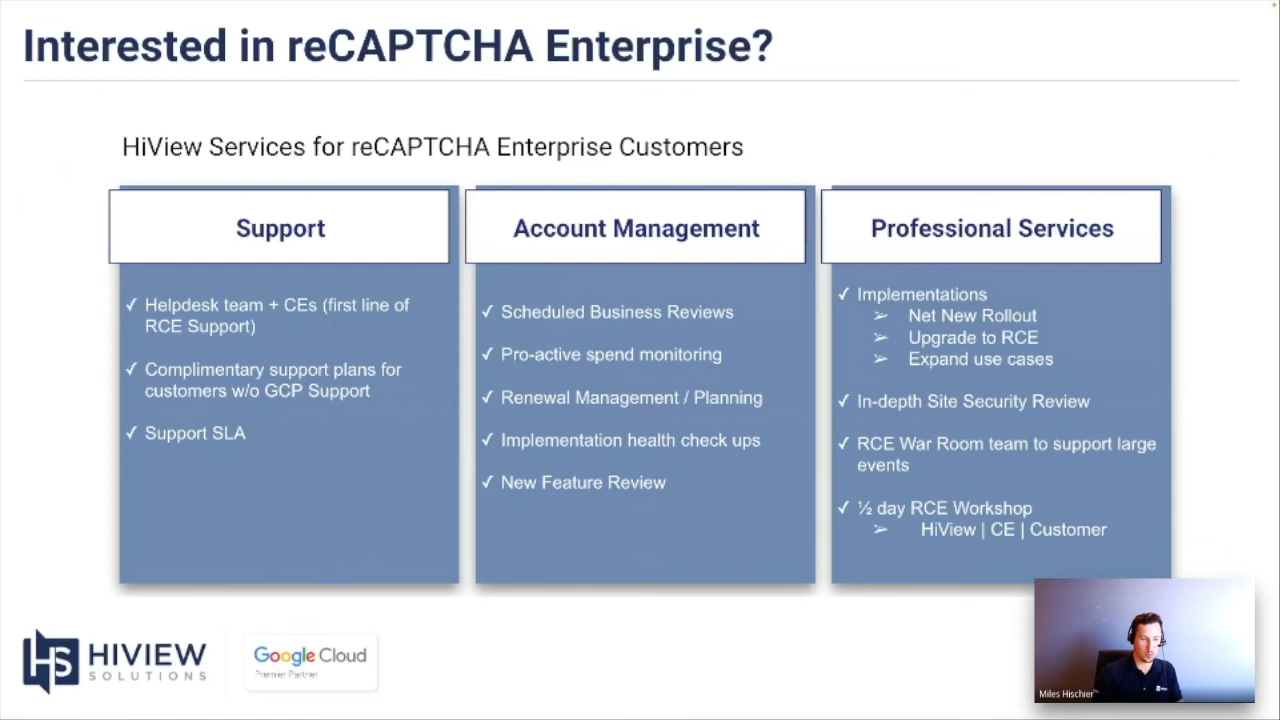 Interested in reCAPTCHA Enterprise?
HiView Services for reCAPTCHA Enterprise Customers
Support
✓ Helpdesk team + CEs (first line of
RCE Support)
✓ Complimentary support plans for
customers w/o GCP Support
✓ Support SLA
Account Management
✓ Scheduled Business Reviews
✓ Pro-active spend monitoring
✓ Renewal Management / Planning
✓ Implementation health check ups
✓ New Feature Review
Professional Services
✓ Implementations
➢ Net New Rollout
➢ Upgrade to RCE
➢ Expand use cases
✓ In-depth Site Security Review
✓ RCE War Room team to support large
events
✓ ½ day RCE Workshop
➢ HiView | CE | Customer
HS HIVIEW
SOLUTIONS
Google Cloud
Premier Partner
Miles Hischier